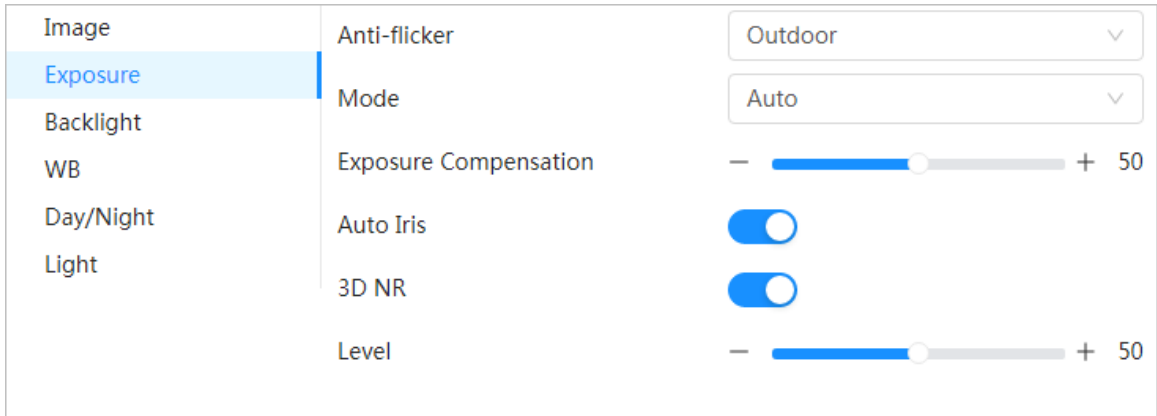 Image
Exposure
Backlight
WB
Day/Night
Light
Anti-flicker Outdoor
Mode Auto
Exposure Compensation − + 50
Auto Iris
3D NR
Level − + 50